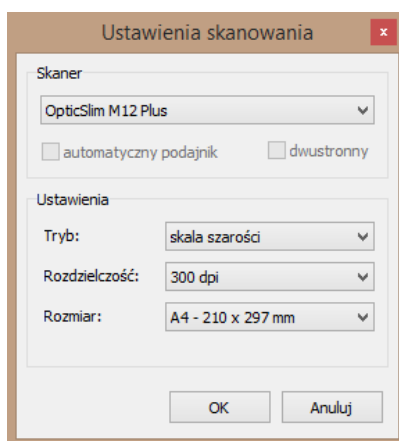 Ustawienia skanowania
x
Skaner
OpticSlim M12 Plus
automatyczny podajnik dwustronny
Ustawienia
Tryb: skala szarości
Rozdzielczość: 300 dpi
Rozmiar: A4 - 210 x 297 mm
OK Anuluj